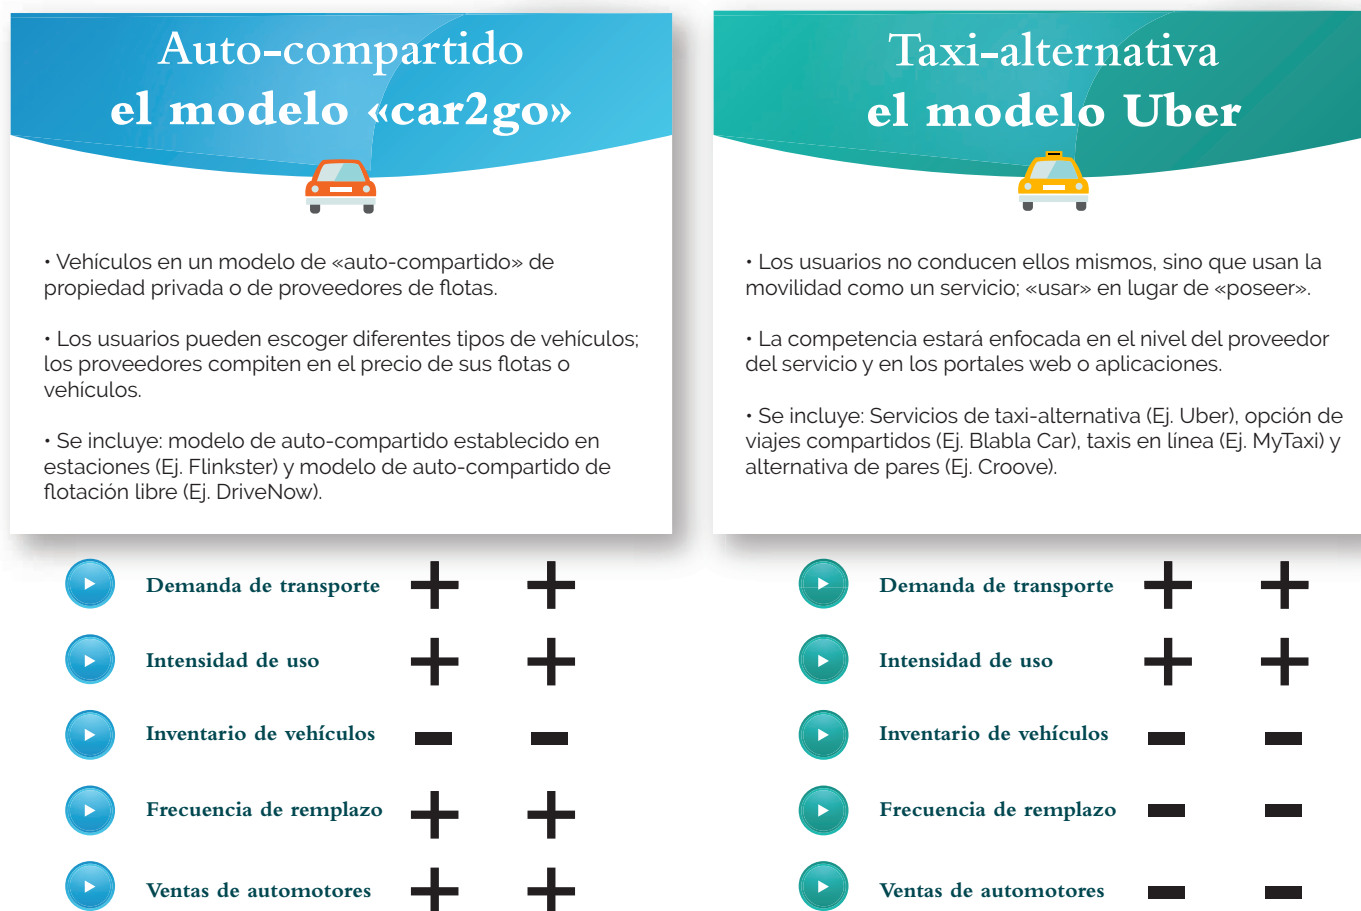 Auto-compartido
el modelo «car2go»
• Vehículos en un modelo de «auto-compartido» de
propiedad privada o de proveedores de flotas.
• Los usuarios pueden escoger diferentes tipos de vehículos;
los proveedores compiten en el precio de sus flotas o
vehículos.
• Se incluye: modelo de auto-compartido establecido en
estaciones (Ej. Flinkster) y modelo de auto-compartido de
flotación libre (Ej. DriveNow).
Demanda de transporte + +
Intensidad de uso + +
Inventario de vehículos - -
Frecuencia de remplazo + +
Ventas de automotores + +
Taxi-alternativa
el modelo Uber
• Los usuarios no conducen ellos mismos, sino que usan la
movilidad como un servicio; «usar» en lugar de «poseer».
• La competencia estará enfocada en el nivel del proveedor
del servicio y en los portales web o aplicaciones.
• Se incluye: Servicios de taxi-alternativa (Ej. Uber), opción de
viajes compartidos (Ej. Blabla Car), taxis en línea (Ej. MyTaxi) y
alternativa de pares (Ej. Croove).
Demanda de transporte + +
Intensidad de uso + +
Inventario de vehículos - -
Frecuencia de remplazo - -
Ventas de automotores - -